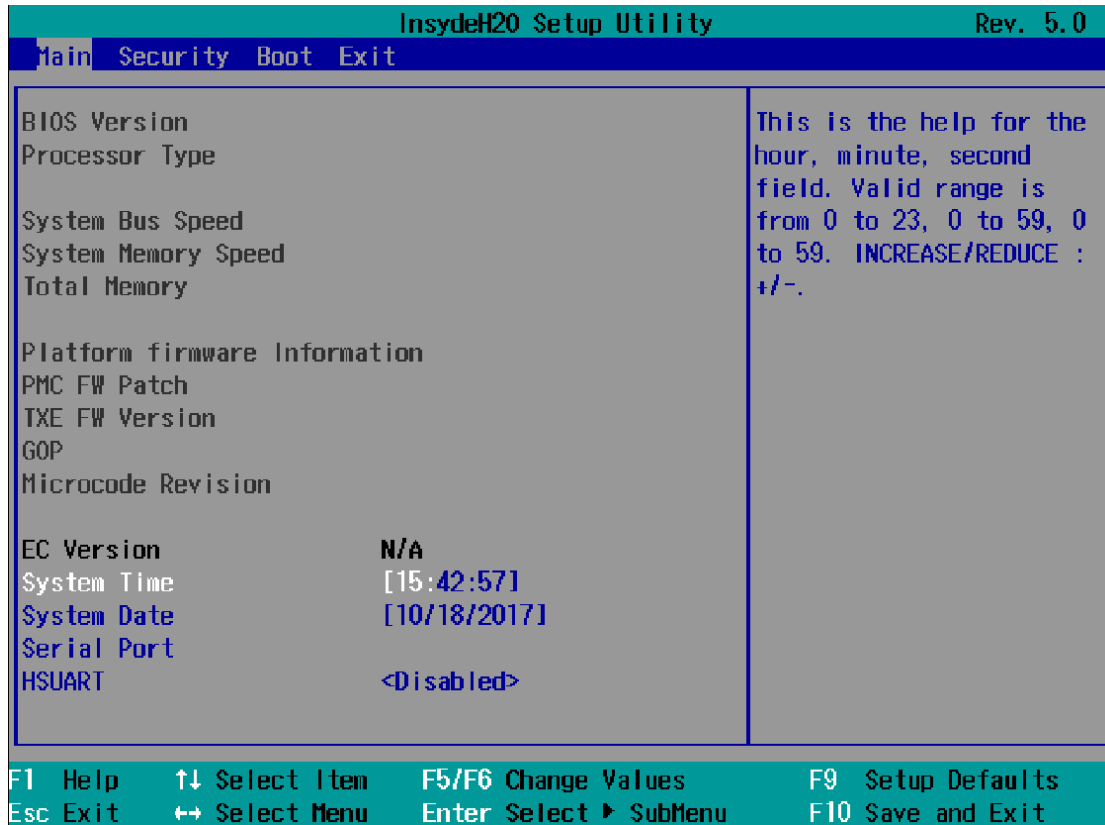 InsydeH20 Setup Utility Rev. 5.0
Main Security Boot Exit
BIOS Version
Processor Type
System Bus Speed
System Memory Speed
Total Memory
Platform firmware Information
PMC FW Patch
TXE FW Version
GOP
Microcode Revision
EC Version N/A
System Time [15:42:57]
System Date [10/18/2017]
Serial Port
HSUART <Disabled>
This is the help for the
hour, minute, second
field. Valid range is
from 0 to 23, 0 to 59, 0
to 59. INCREASE/REDUCE :
+/-.
F1 Help ↑↓ Select Item F5/F6 Change Values F9 Setup Defaults
Esc Exit ↔ Select Menu Enter Select ▶ SubMenu F10 Save and Exit